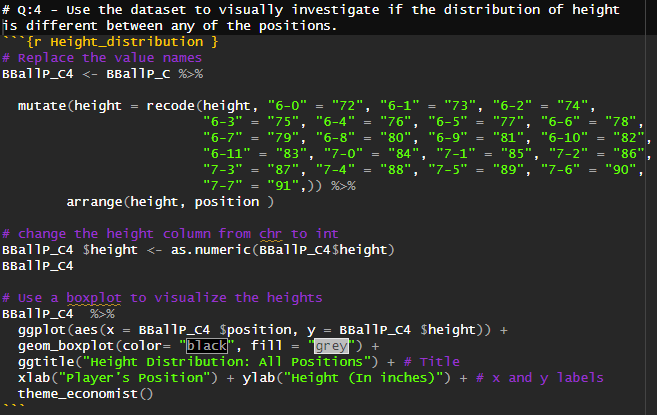 # Q:4 - Use the dataset to visually investigate if the distribution of height
is different between any of the positions.
```{r Height_distribution }
# Replace the value names
BBallP_C4 <- BBallP_C %>%
mutate(height = recode(height, "6-0" = "72", "6-1" = "73", "6-2" = "74",
"6-3" = "75", "6-4" = "76", "6-5" = "77", "6-6" = "78",
"6-7" = "79", "6-8" = "80", "6-9" = "81", "6-10" = "82",
"6-11" = "83", "7-0" = "84", "7-1" = "85", "7-2" = "86",
"7-3" = "87", "7-4" = "88", "7-5" = "89", "7-6" = "90",
"7-7" = "91",)) %>%
arrange(height, position )
# change the height column from chr to int
BBallP_C4 $height <- as.numeric(BBallP_C4$height)
BBallP_C4
# Use a boxplot to visualize the heights
BBallP_C4  %>%
ggplot(aes(x = BBallP_C4 $position, y = BBallP_C4 $height)) +
geom_boxplot(color= "black", fill = "grey") +
ggtitle("Height Distribution: All Positions") + # Title
xlab("Player's Position") + ylab("Height (In inches)") + # x and y labels
theme_economist()
```